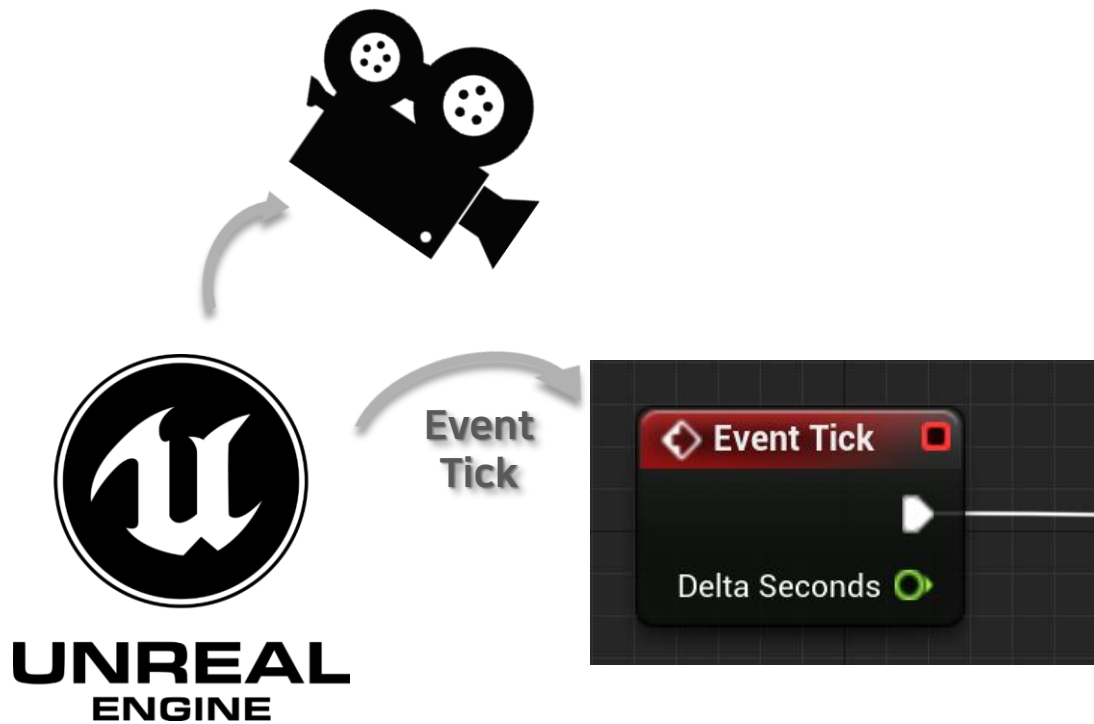 Event
Tick
Event Tick
Delta Seconds
UNREAL
ENGINE